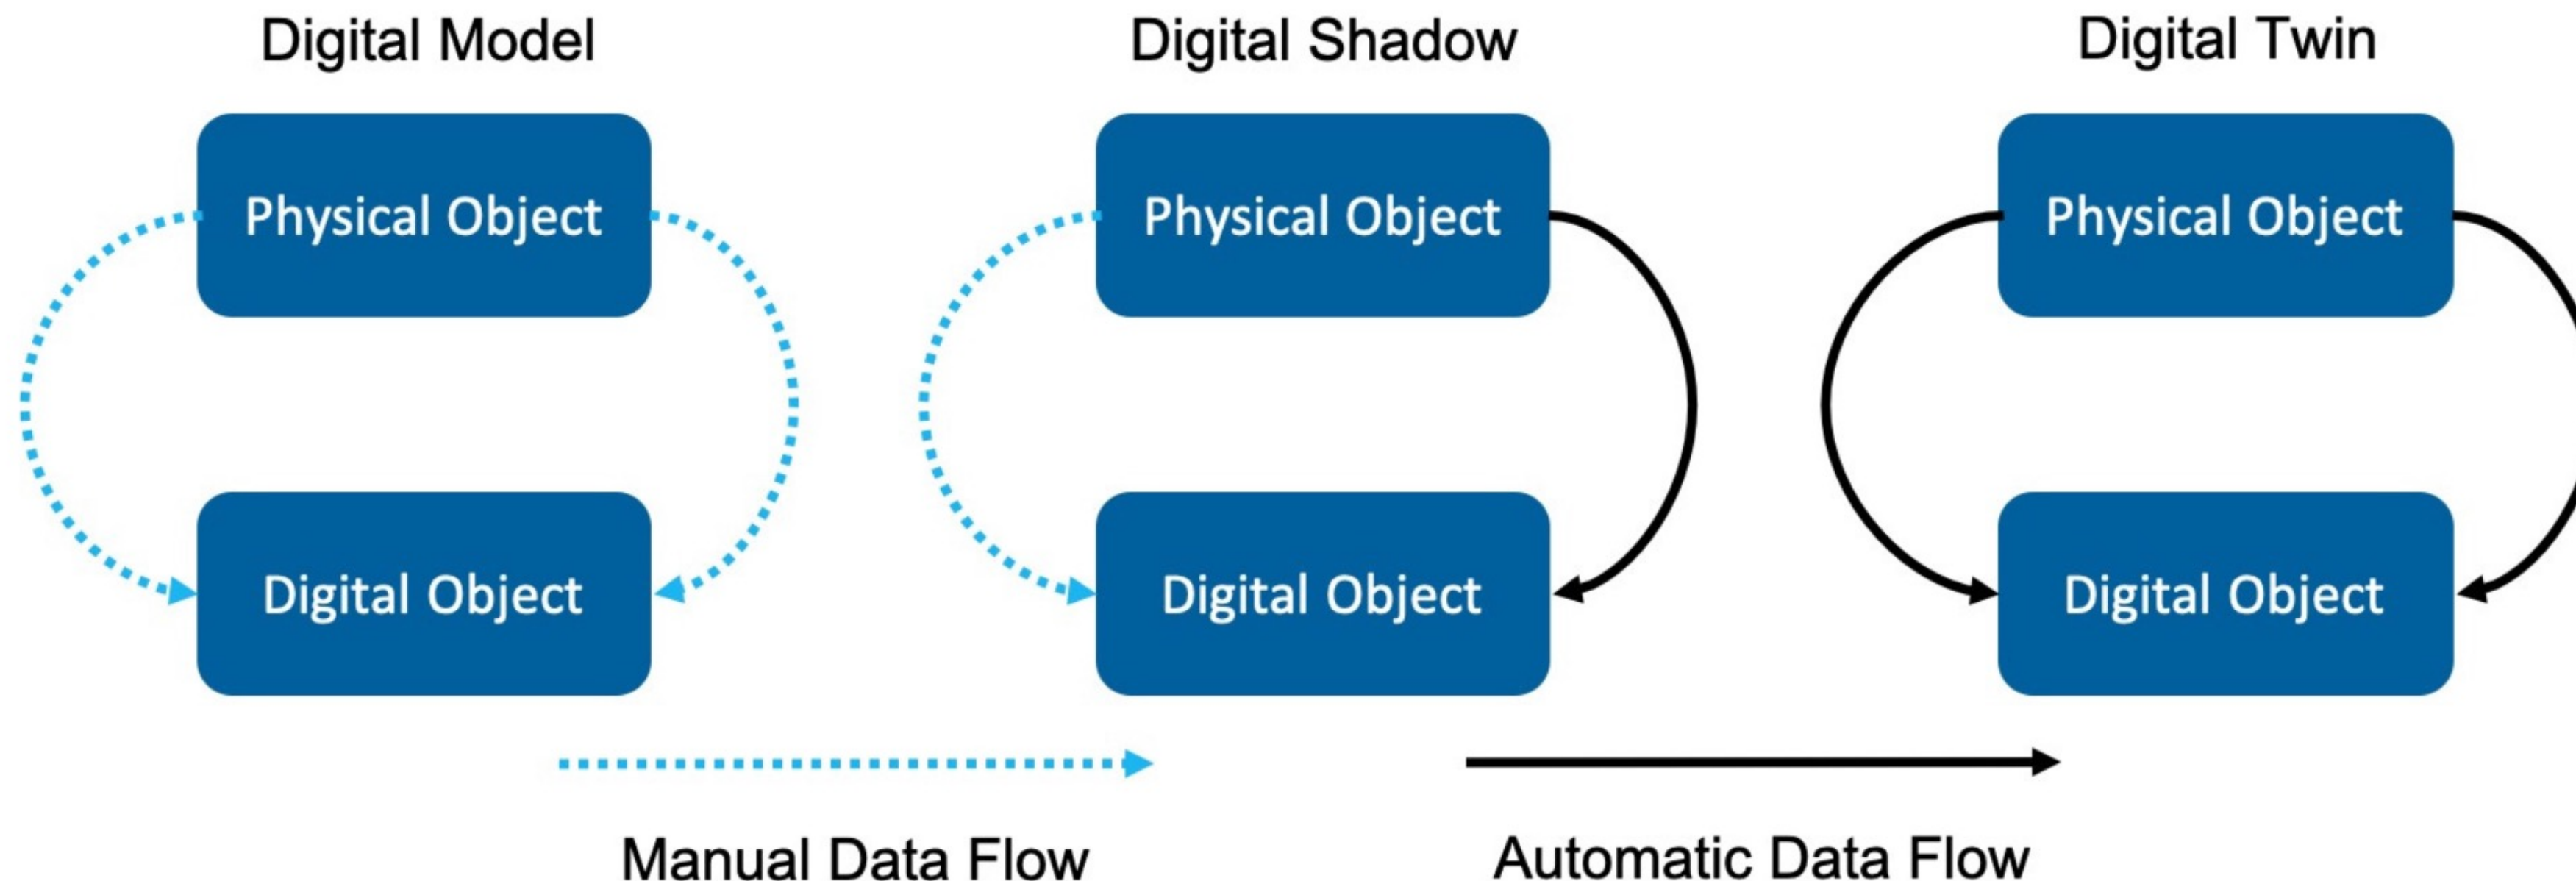 Digital Model
Digital Shadow
Digital Twin
Physical Object
Physical Object
Physical Object
Digital Object
Digital Object
Digital Object
Manual Data Flow
Automatic Data Flow